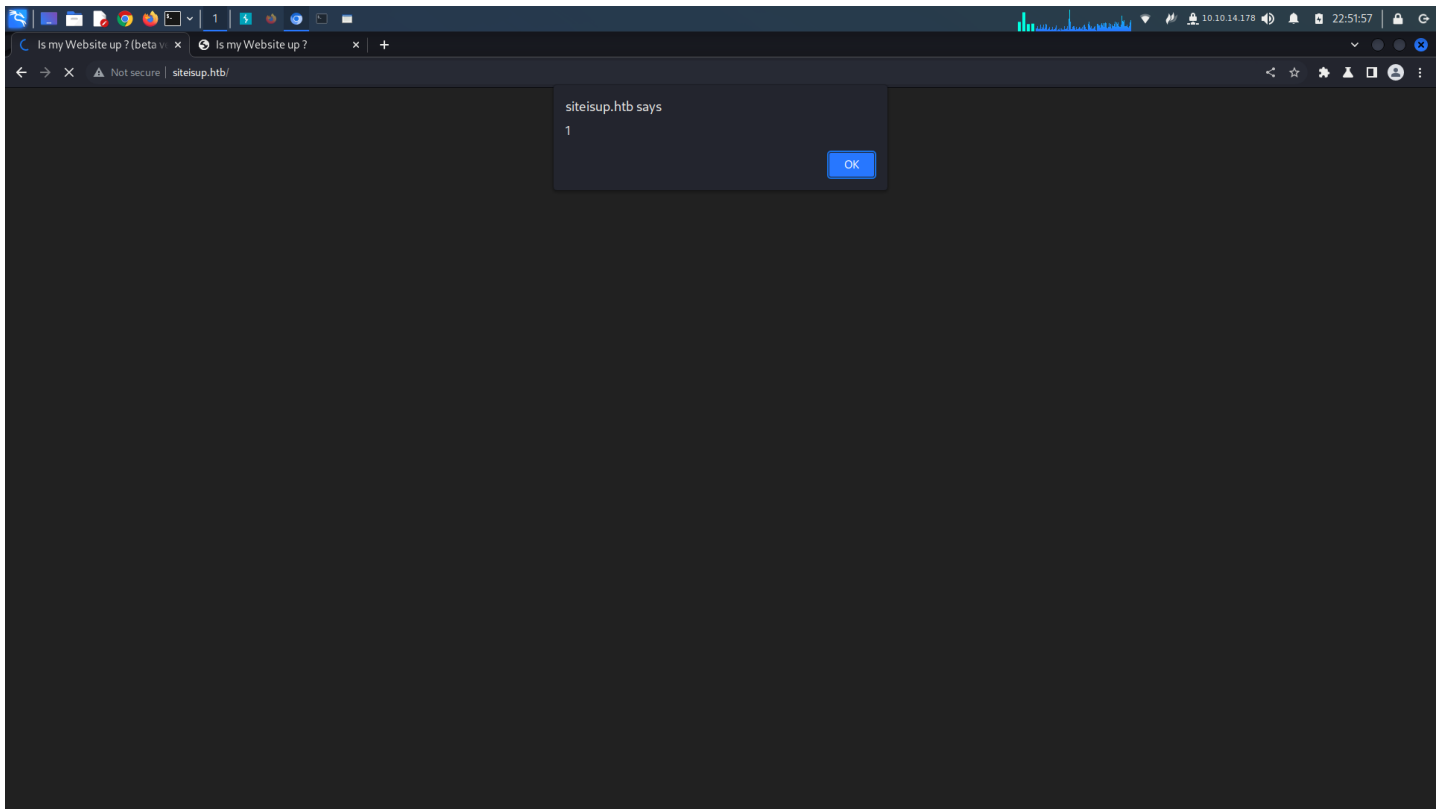 1
10.10.14.178
22:51:57
Is my Website up ? (beta v
Is my Website up ?
Not secure
siteisup.htb/
siteisup.htb says
1
OK